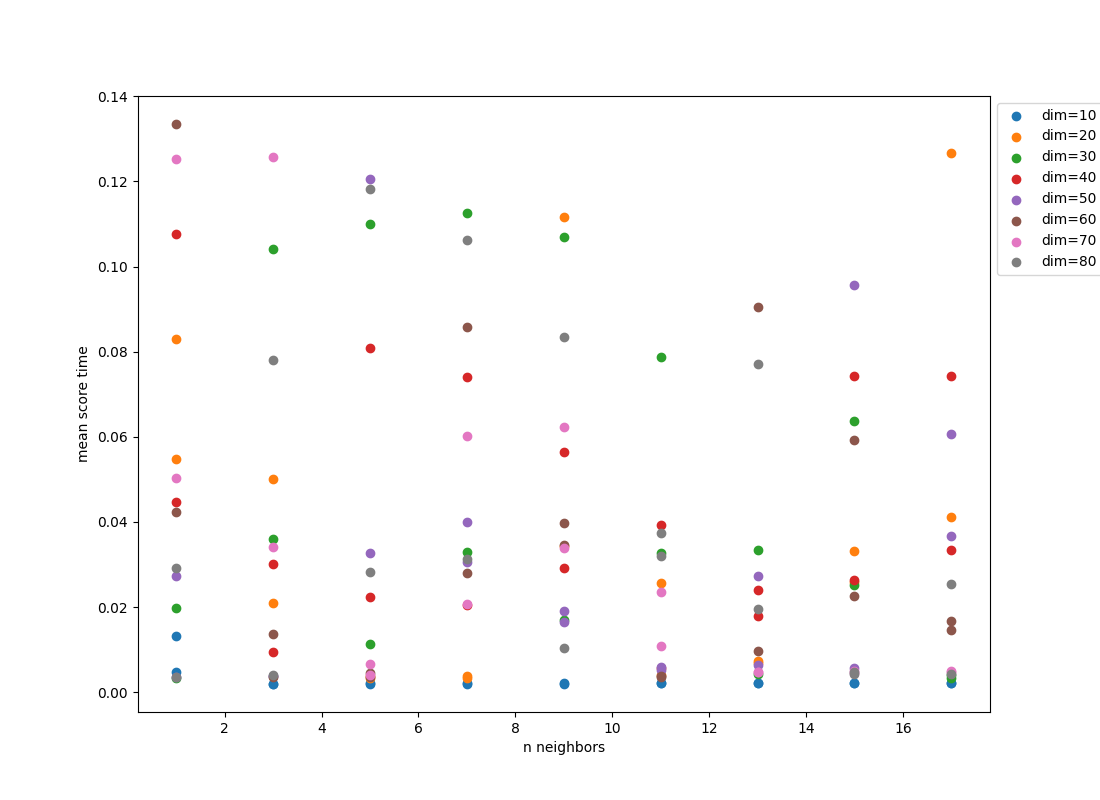 0.14
0.12
0.10
0.08
0.06
0.04
0.02
0.00
mean score time
2 4 6 8 10 12 14 16
n neighbors
dim=10
dim=20
dim=30
dim=40
dim=50
dim=60
dim=70
dim=80